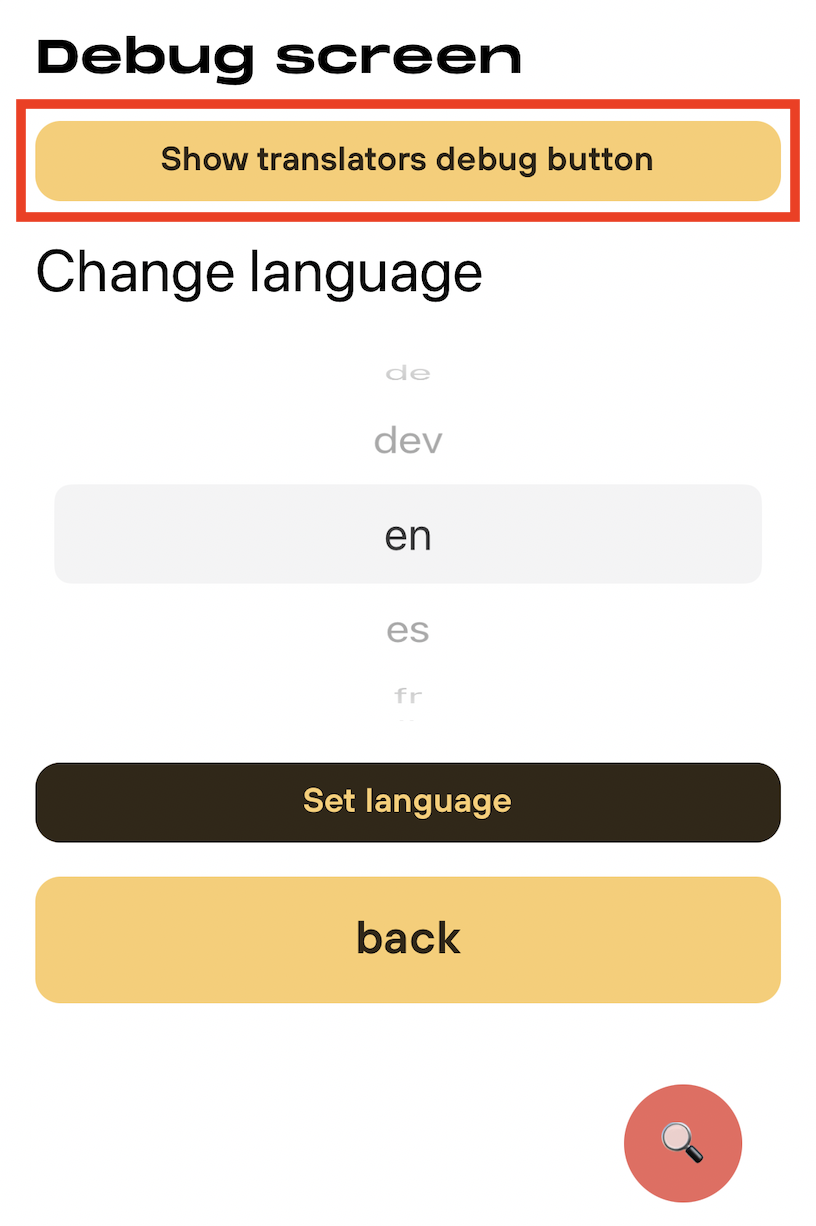 Debug screen
Show translators debug button
Change language
de
dev
en
es
fr
Set language
back